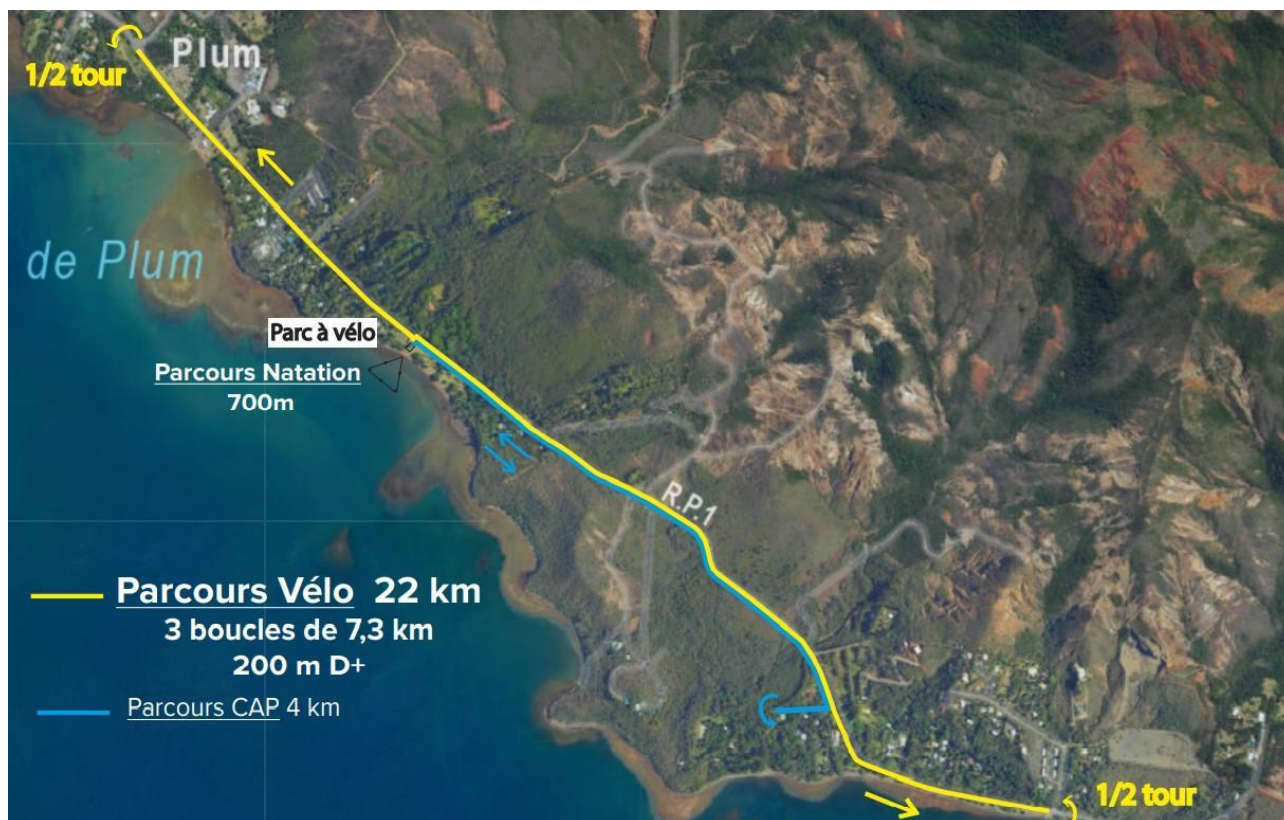 Plum
1/2 tour
de Plum
Parc à vélo
Parcours Natation
700m
R.P.1
Parcours Vélo 22 km
3 boucles de 7,3 km
200 m D+
Parcours CAP 4 km
1/2 tour